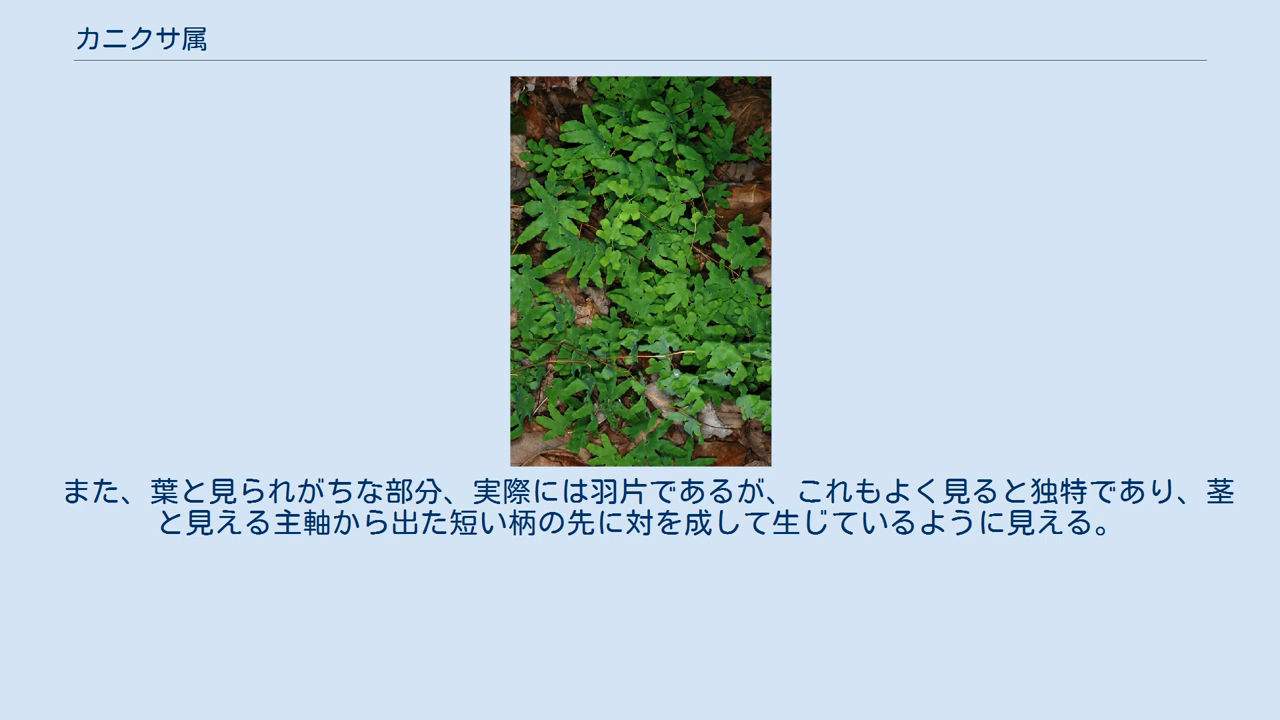 カニクサ属
また、葉と見られがちな部分、実際には羽片であるが、これもよく見ると独特であり、茎
と見える主軸から出た短い柄の先に対を成して生じているように見える。